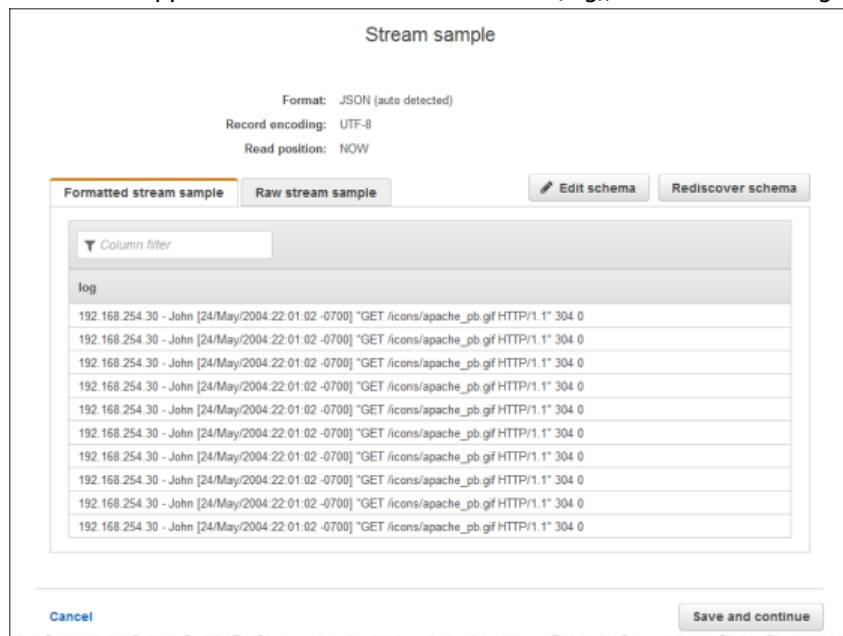 Stream sample
Format: JSON (auto detected)
Record encoding: UTF-8
Read position: NOW
Formatted stream sample Raw stream sample Edit schema Rediscover schema
Column filter
log
192.168.254.30 - John [24/May/2004:22:01:02 -0700] "GET /icons/apache_pb.gif HTTP/1.1" 304 0
192.168.254.30 - John [24/May/2004:22:01:02 -0700] "GET /icons/apache_pb.gif HTTP/1.1" 304 0
192.168.254.30 - John [24/May/2004:22:01:02 -0700] "GET /icons/apache_pb.gif HTTP/1.1" 304 0
192.168.254.30 - John [24/May/2004:22:01:02 -0700] "GET /icons/apache_pb.gif HTTP/1.1" 304 0
192.168.254.30 - John [24/May/2004:22:01:02 -0700] "GET /icons/apache_pb.gif HTTP/1.1" 304 0
192.168.254.30 - John [24/May/2004:22:01:02 -0700] "GET /icons/apache_pb.gif HTTP/1.1" 304 0
192.168.254.30 - John [24/May/2004:22:01:02 -0700] "GET /icons/apache_pb.gif HTTP/1.1" 304 0
192.168.254.30 - John [24/May/2004:22:01:02 -0700] "GET /icons/apache_pb.gif HTTP/1.1" 304 0
192.168.254.30 - John [24/May/2004:22:01:02 -0700] "GET /icons/apache_pb.gif HTTP/1.1" 304 0
192.168.254.30 - John [24/May/2004:22:01:02 -0700] "GET /icons/apache_pb.gif HTTP/1.1" 304 0
Cancel Save and continue